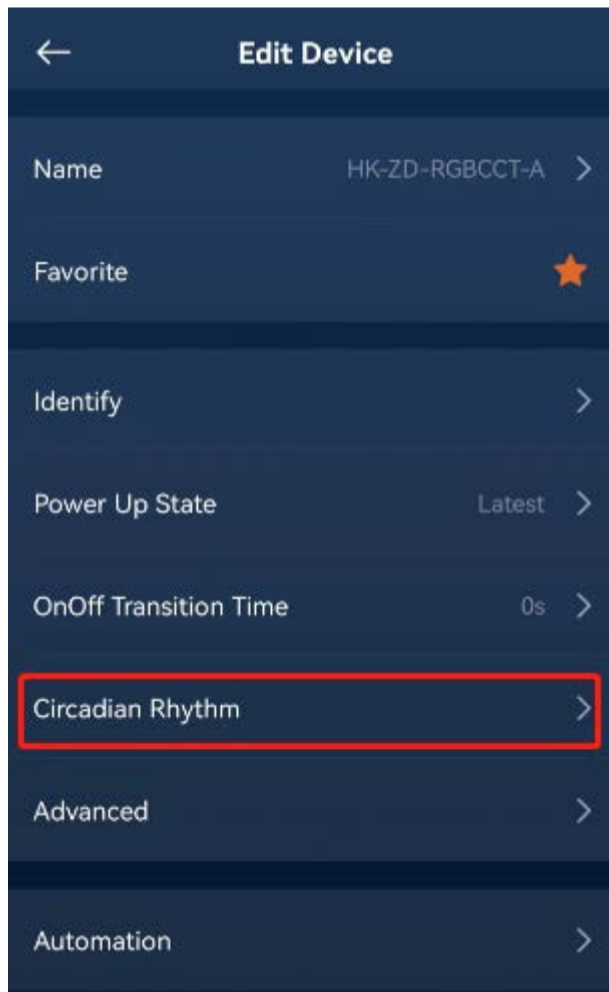 Edit Device
Name HK-ZD-RGBCCT-A
Favorite
Identify
Power Up State Latest
OnOff Transition Time 0s
Circadian Rhythm
Advanced
Automation